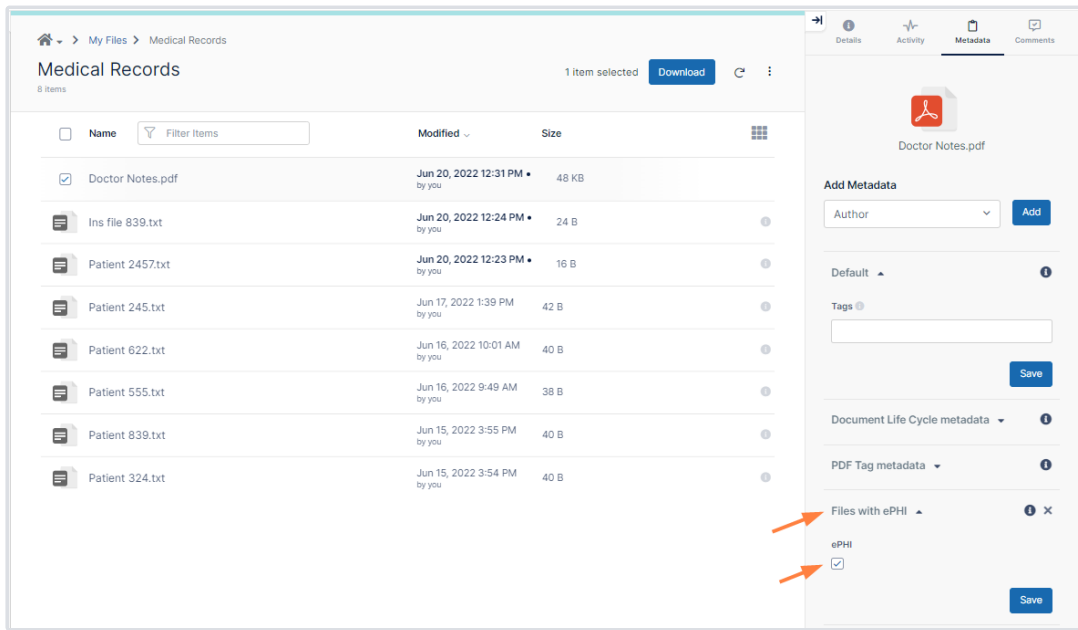 My Files
Medical Records
Medical Records
8 items
1 item selected
Download
Name
Filter Items
Modified
Size
Doctor Notes.pdf
Jun 20, 2022 12:31 PM •
by you
48 KB
Ins file 839.txt
Jun 20, 2022 12:24 PM •
by you
24 B
Patient 2457.txt
Jun 20, 2022 12:23 PM •
by you
16 B
Patient 245.txt
Jun 17, 2022 1:39 PM
by you
42 B
Patient 622.txt
Jun 16, 2022 10:01 AM
by you
40 B
Patient 555.txt
Jun 16, 2022 9:49 AM
by you
38 B
Patient 839.txt
Jun 15, 2022 3:55 PM
by you
40 B
Patient 324.txt
Jun 15, 2022 3:54 PM
by you
40 B
Details
Activity
Metadata
Comments
Doctor Notes.pdf
Add Metadata
Author
Add
Default
Tags
Save
Document Life Cycle metadata
PDF Tag metadata
Files with ePHI
ePHI
Save